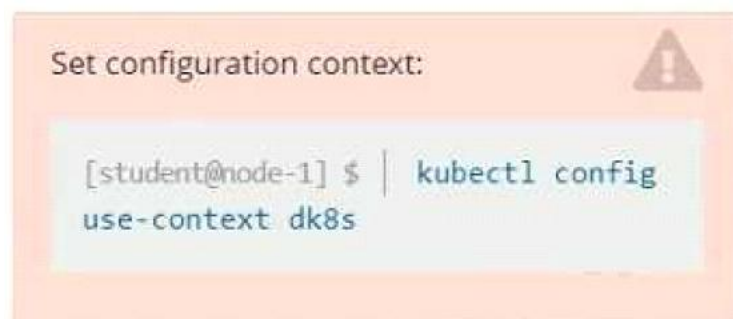 Set configuration context:
[student@node-1] $ | kubectl config
use-context dk8s